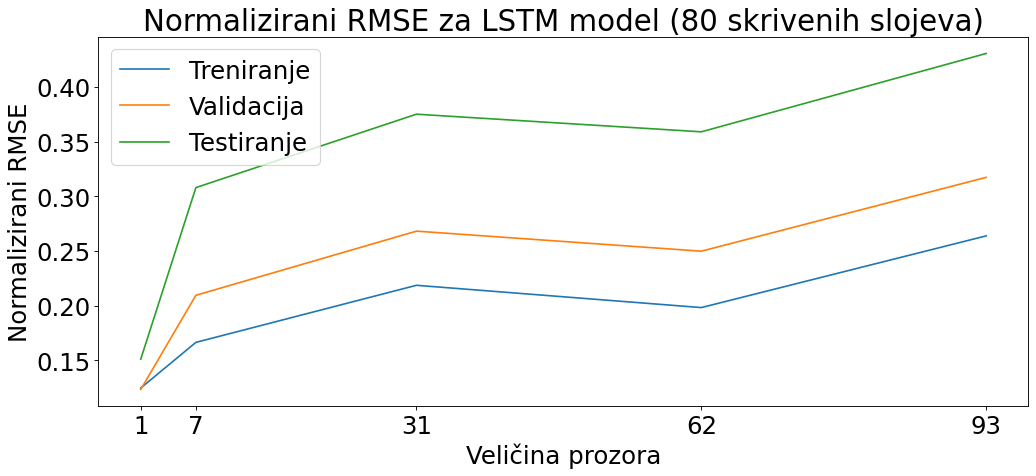 Normalizirani RMSE za LSTM model (80 skrivenih slojeva)
Treniranje
Validacija
Testiranje
Normalizirani RMSE
0.40
0.35
0.30
0.25
0.20
0.15
1 7 31 62 93
Veličina prozora